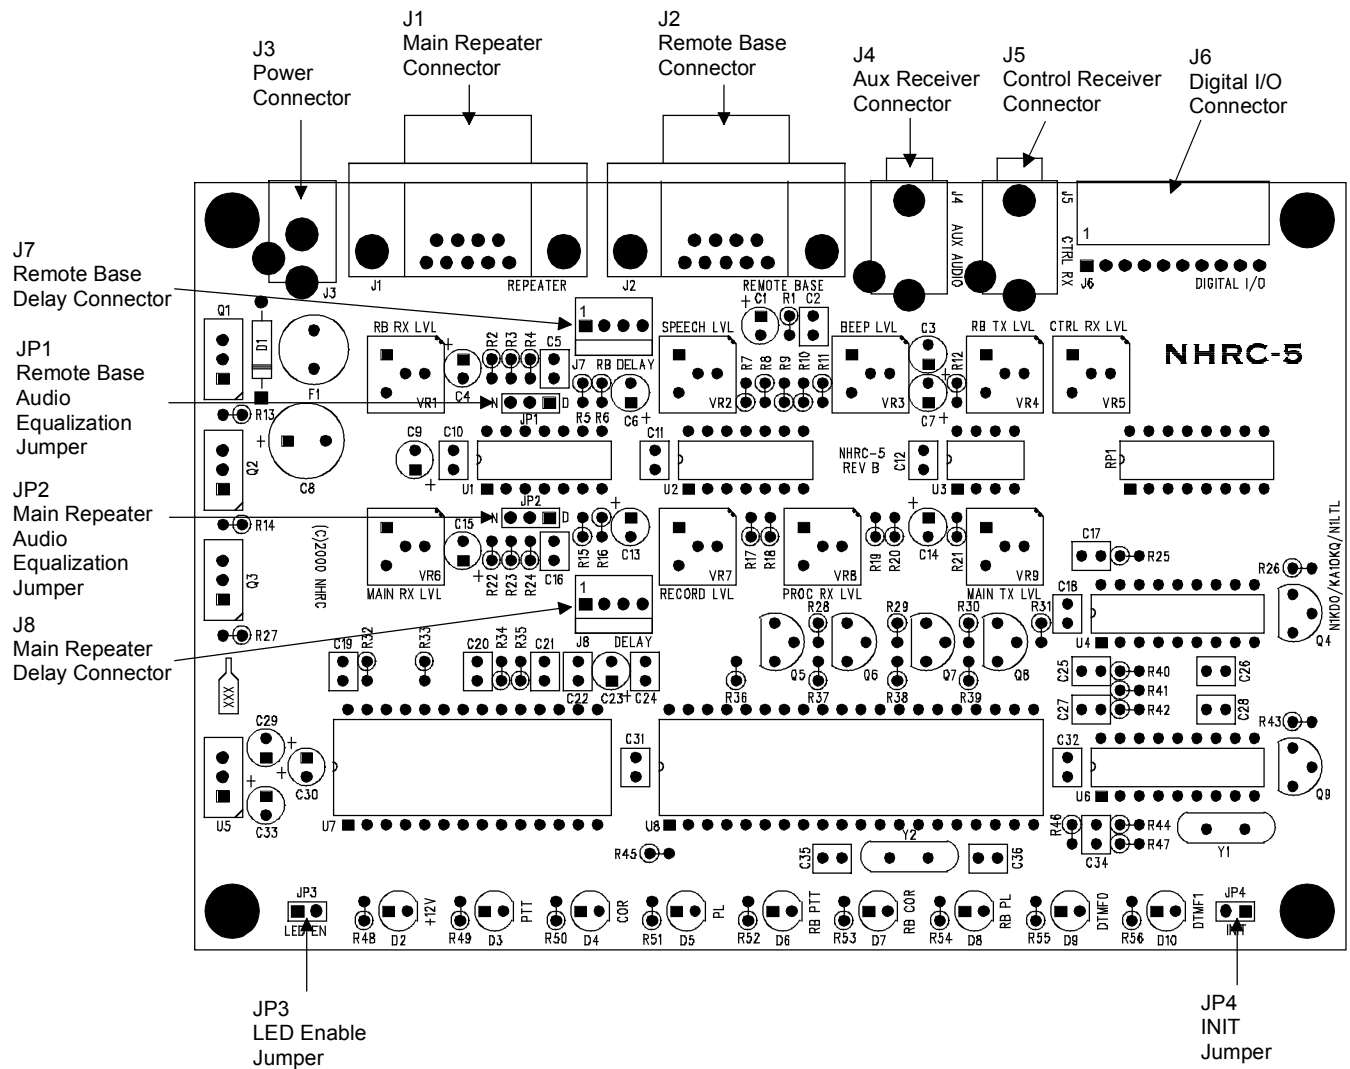 J1
Main Repeater
Connector
J2
Remote Base
Connector
J3
Power
Connector
J4
Aux Receiver
Connector
J5
Control Receiver
Connector
J6
Digital I/O
Connector
J7
Remote Base
Delay Connector
JP1
Remote Base
Audio
Equalization
Jumper
JP2
Main Repeater
Audio
Equalization
Jumper
J8
Main Repeater
Delay Connector
JP3
LED Enable
Jumper
JP4
INIT
Jumper
J3
J1
REPEATER
J2
REMOTE BASE
J4 AUX AUDIO
J5 CTRL RX
1
J6
DIGITAL I/O
Q1
D1
F1
RB RX LVL
VR1
C4
R2
R3
R4
C5
1
J7 RB DELAY
R5
R6
C6
SPEECH LVL
VR2
C1
R1
C2
R7
R8
R9
R10
R11
BEEP LVL
VR3
C3
C7
R12
RB TX LVL
VR4
CTRL RX LVL
VR5
NHRC-5
R13
N
JP1
D
Q2
C8
C9
C10
U1
C11
U2
NHRC-5
REV B
C12
U3
RP1
R14
N
JP2
D
(C)2000 NHRC
Q3
VR6
MAIN RX LVL
C15
R22
R23
R24
C16
R15
R16
C13
VR7
RECORD LVL
R17
R18
VR8
PROC RX LVL
R19
R20
C14
R21
VR9
MAIN TX LVL
C17
R25
R26
N1KDO/KA1OKQ/N1LTL
1
J8
DELAY
R27
XXX
C19
R32
R33
C20
R34
R35
C21
C22
C23
C24
R36
Q5
R28
R37
Q6
R29
R38
Q7
R30
R39
Q8
R31
C18
U4
Q4
C25
R40
R41
C26
C27
R42
C28
R43
C29
C30
C33
U5
U7
C31
U8
C32
U6
Q9
R45
C35
Y2
C36
R46
C34
R44
R47
Y1
JP3
LED EN
R48
D2
+12V
R49
D3
PTT
R50
D4
COR
R51
D5
PL
R52
D6
RB PTT
R53
D7
RB COR
R54
D8
RB PL
R55
D9
DTMF0
R56
D10
DTMF1
JP4
INIT